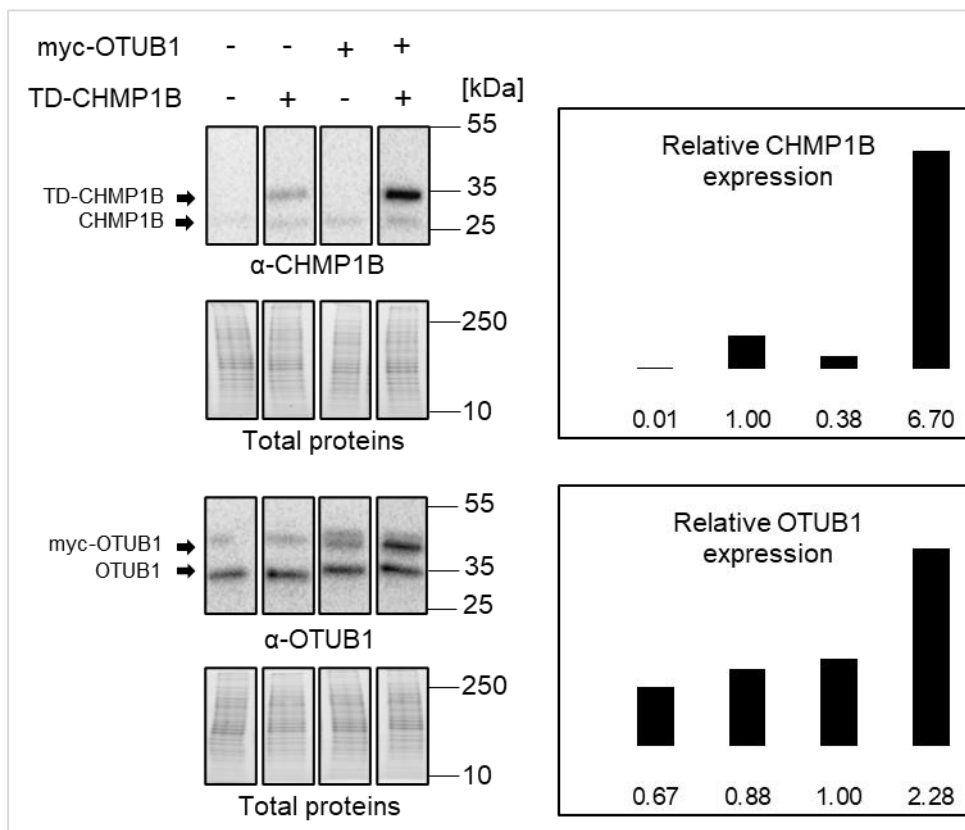 myc-OTUB1 - - + +
TD-CHMP1B - + - + [kDa]
55
TD-CHMP1B 35
CHMP1B 25
α-CHMP1B
250
10
Total proteins
Relative CHMP1B
expression
0.01 1.00 0.38 6.70
55
myc-OTUB1
OTUB1 35
25
α-OTUB1
250
10
Total proteins
Relative OTUB1
expression
0.67 0.88 1.00 2.28